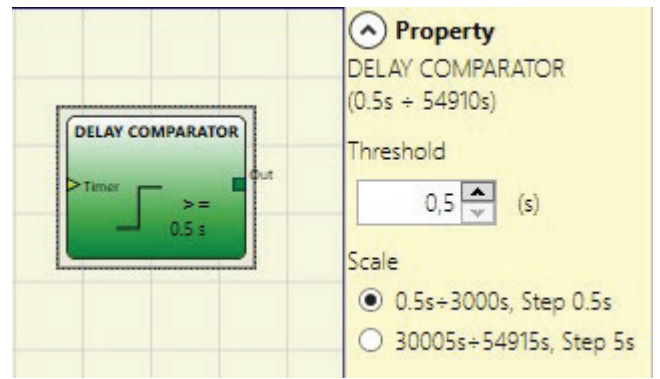 DELAY COMPARATOR
Timer
Out
>=
0.5 s
Property
DELAY COMPARATOR
(0.5s ÷ 54910s)
Threshold
0,5 (s)
Scale
0.5s÷3000s, Step 0.5s
30005s÷54915s, Step 5s